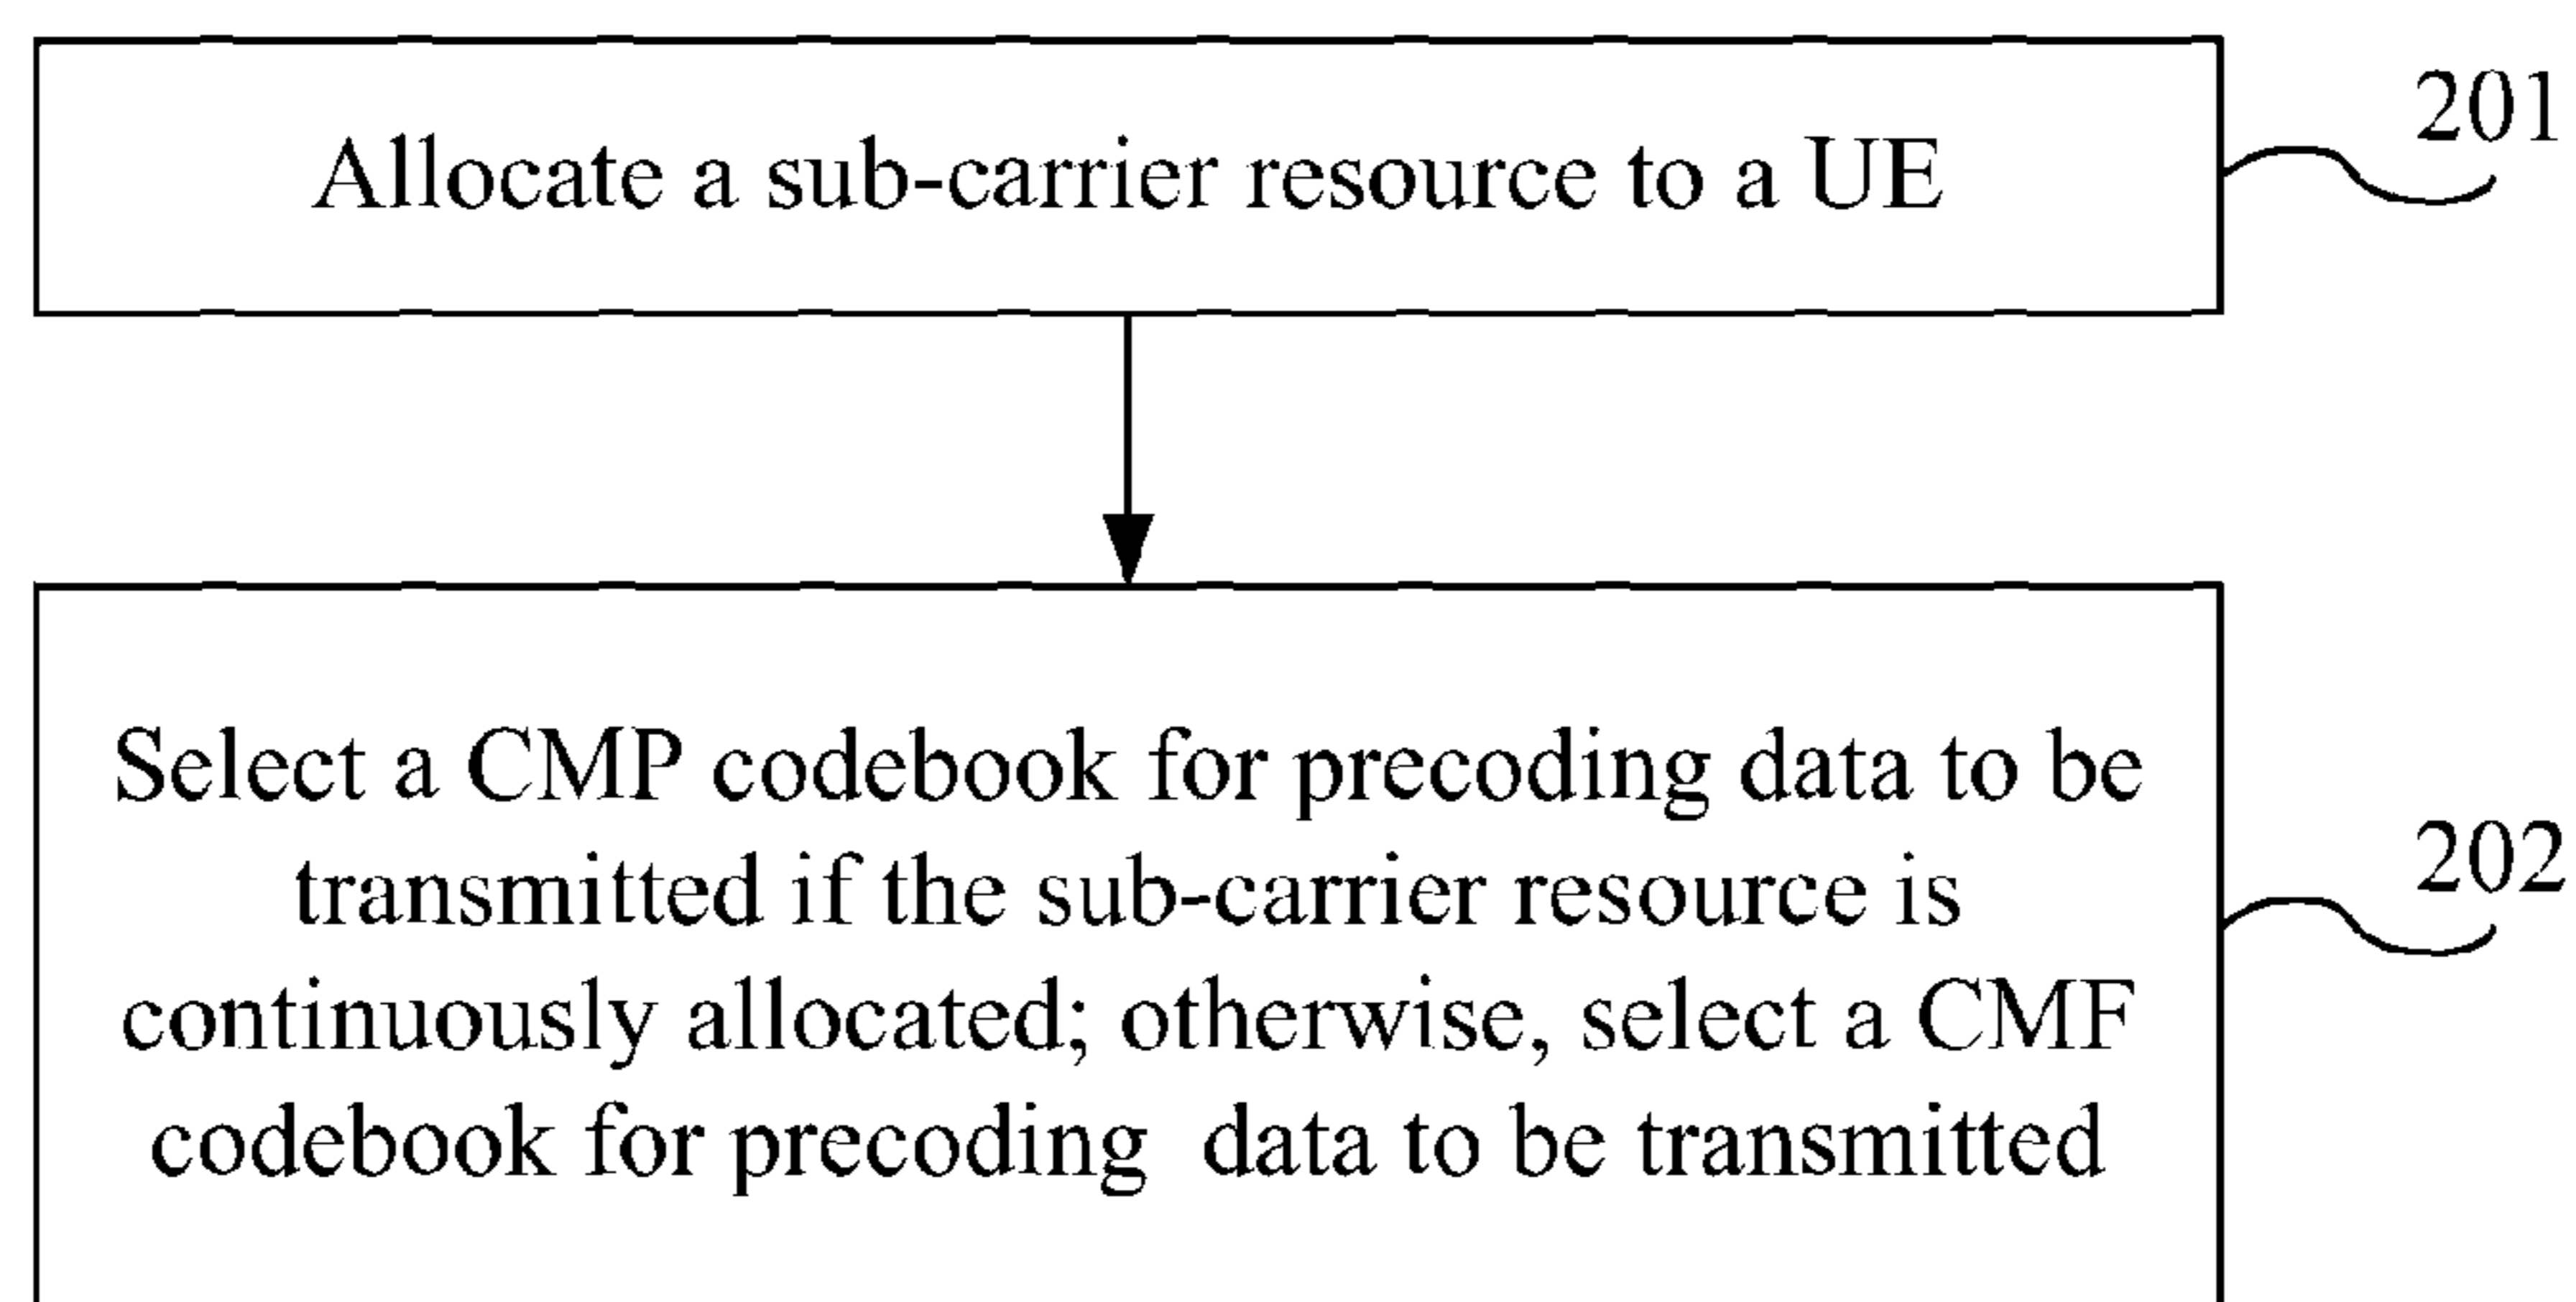 Allocate a sub-carrier resource to a UE
201
Select a CMP codebook for precoding data to be
transmitted if the sub-carrier resource is
continuously allocated; otherwise, select a CMF
codebook for precoding data to be transmitted
202